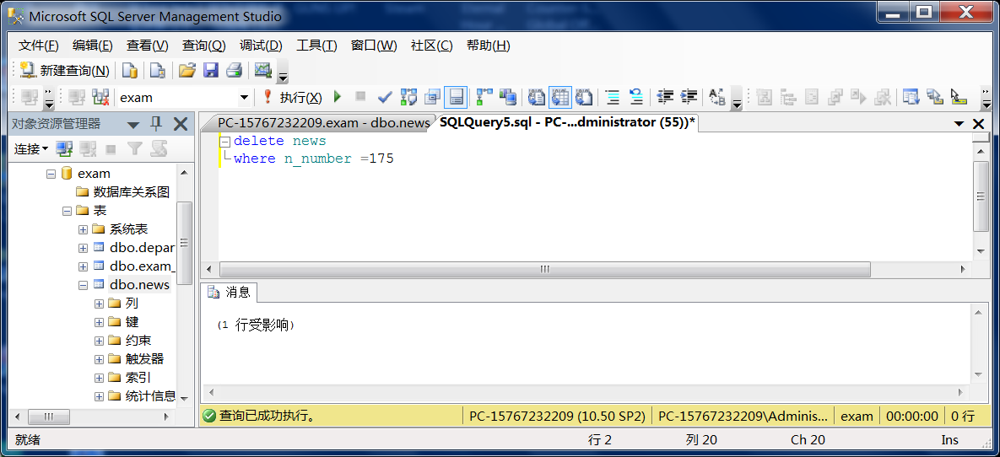 Microsoft SQL Server Management Studio
文件(F) 编辑(E) 查看(V) 查询(Q) 调试(D) 工具(T) 窗口(W) 社区(C) 帮助(H)
新建查询(N)
exam 执行(X)
对象资源管理器
PC-15767232209.exam - dbo.news SQLQuery5.sql - PC-...dministrator (55))*
连接
delete news
where n_number =175
exam
数据库关系图
表
系统表
dbo.depar
dbo.exam_
dbo.news
列
键
约束
触发器
索引
统计信息
消息
(1 行受影响)
查询已成功执行。 PC-15767232209 (10.50 SP2) PC-15767232209\Adminis... exam 00:00:00 0 行
就绪 行 2 列 20 Ch 20 Ins